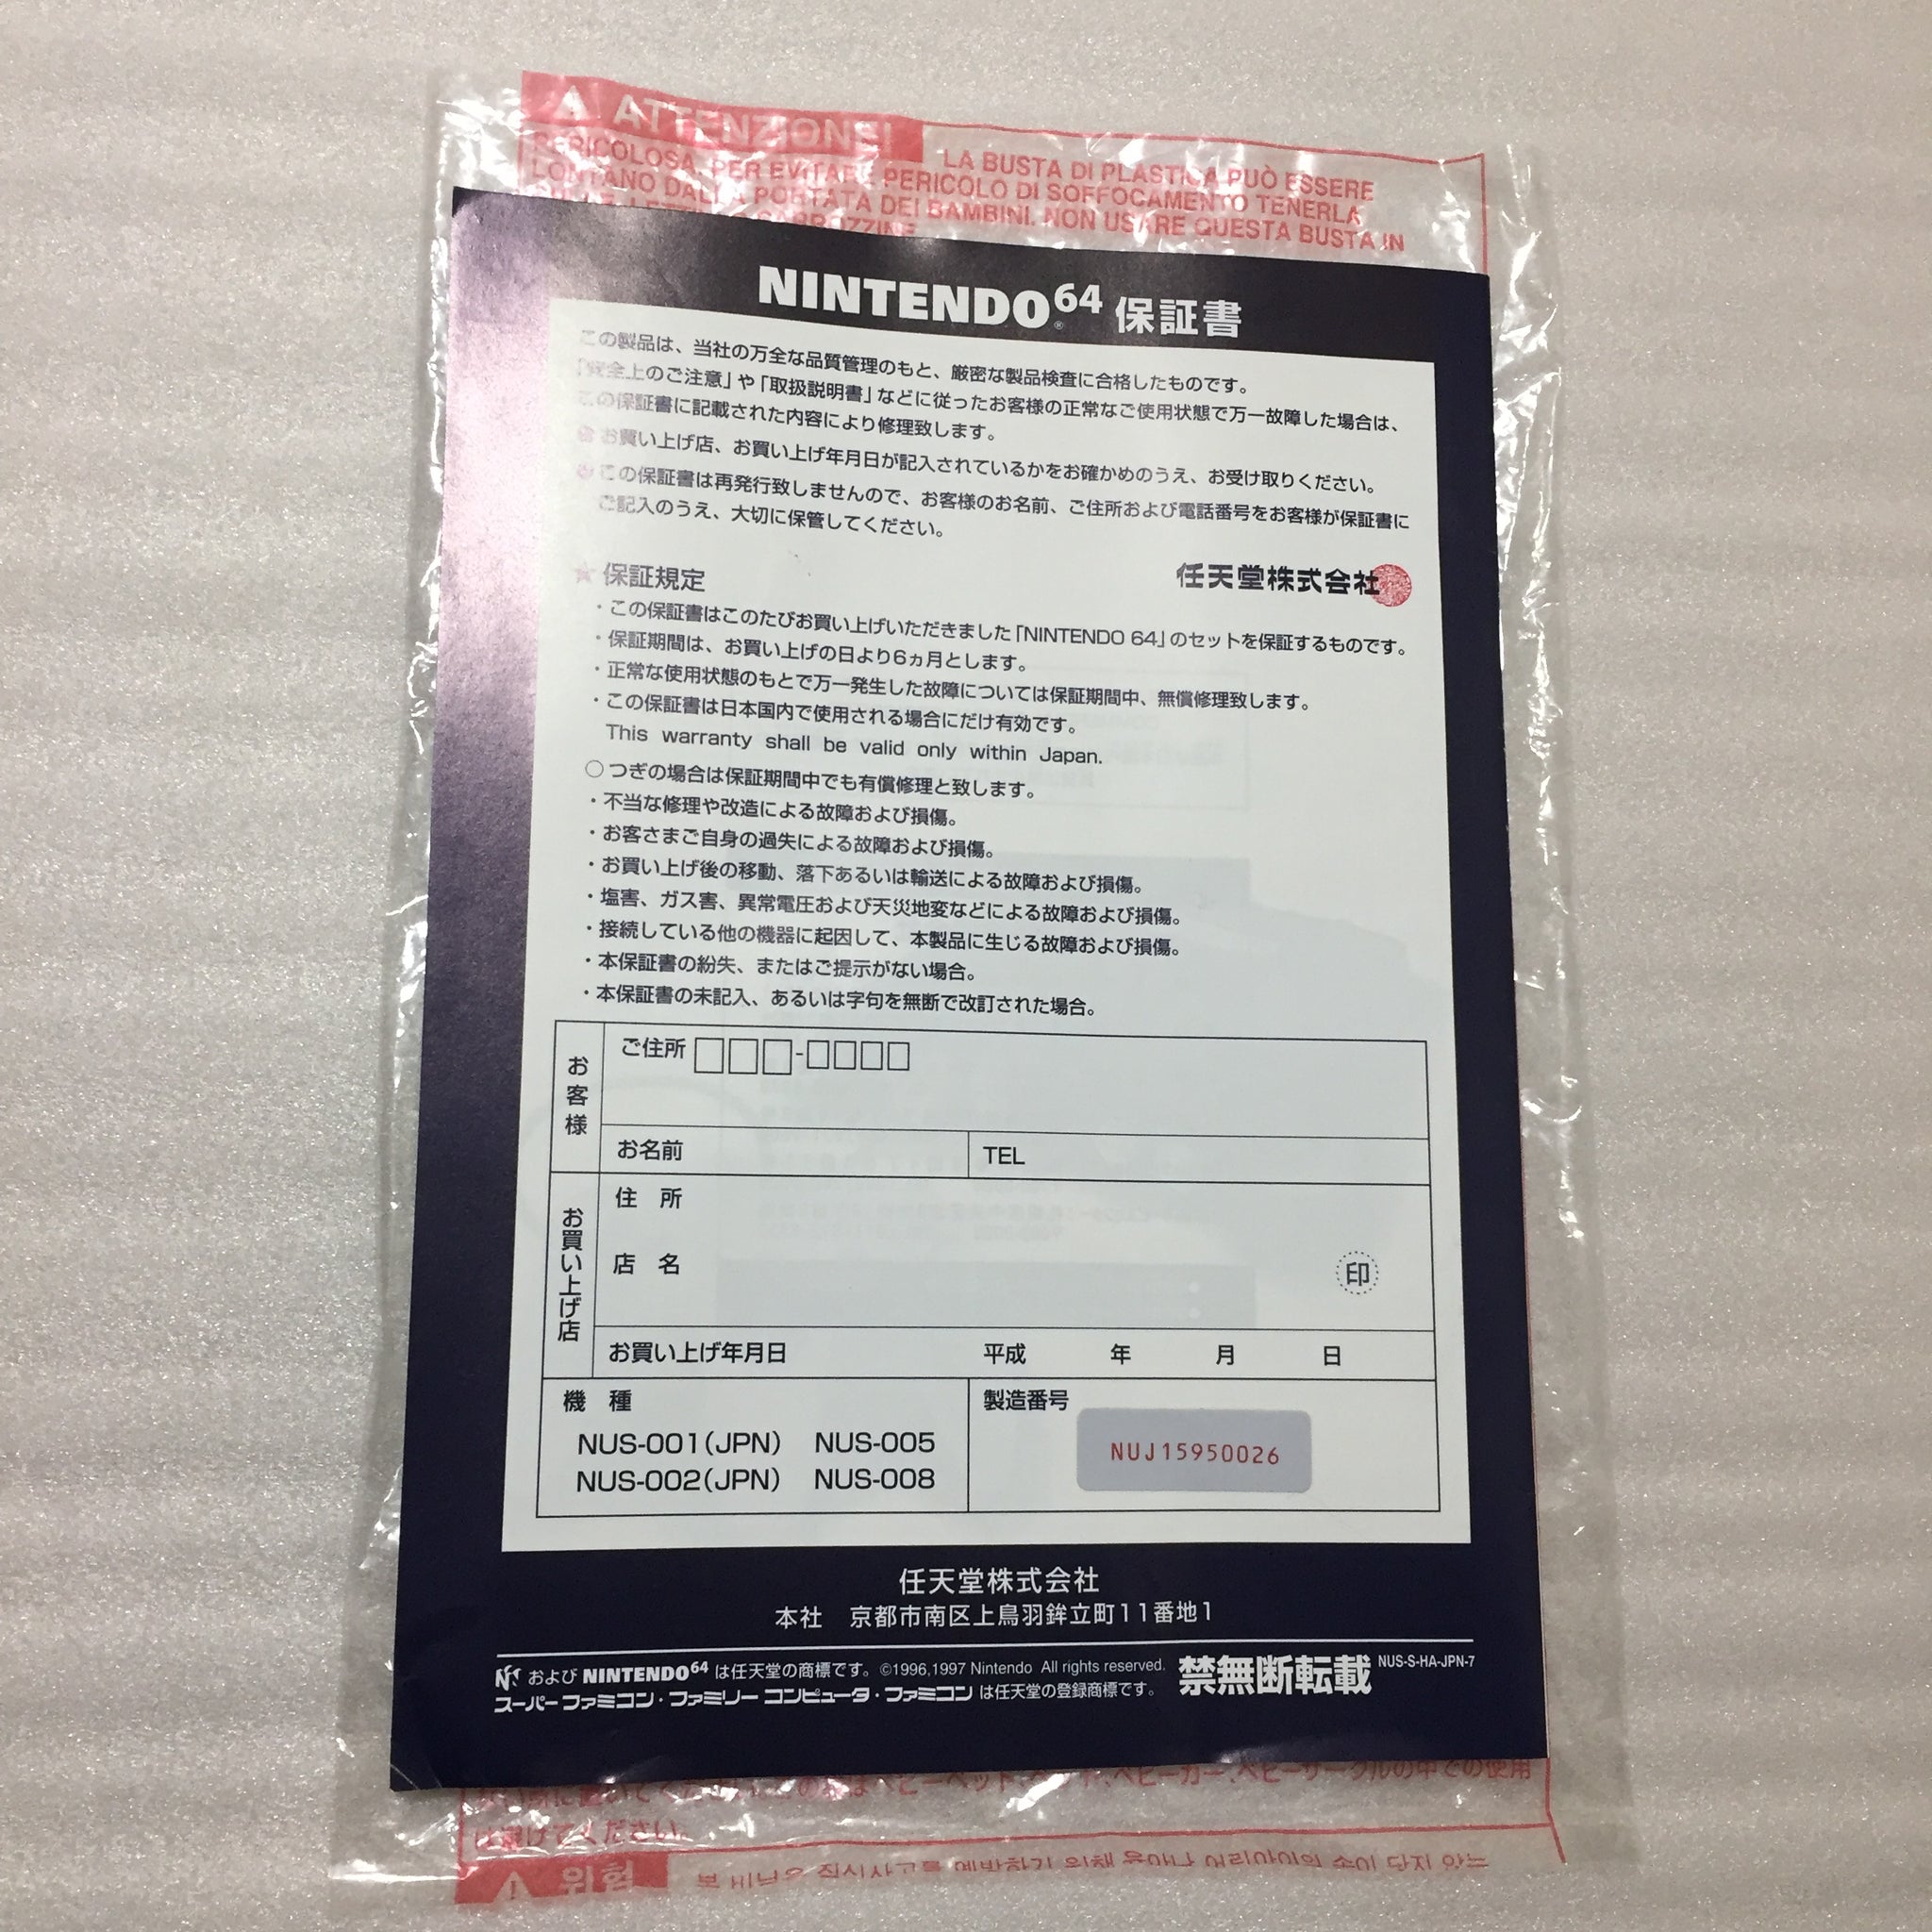 ATTENZIONE!
LA BUSTA DI PLASTICA PUÒ ESSERE
PERICOLOSA. PER EVITARE PERICOLO DI SOFFOCAMENTO TENERLA
LONTANO DALLA PORTATA DEI BAMBINI. NON USARE QUESTA BUSTA IN
NINTENDO64® 保証書
この製品は、当社の万全な品質管理のもと、厳密な製品検査に合格したものです。
「安全上のご注意」や「取扱説明書」などに従ったお客様の正常なご使用状態で万一故障した場合は、
この保証書に記載された内容により修理致します。
●お買い上げ店、お買い上げ年月日が記入されているかをお確かめのうえ、お受け取りください。
●この保証書は再発行致しませんので、お客様のお名前、ご住所および電話番号をお客様が保証書に
ご記入のうえ、大切に保管してください。
任天堂株式会社
★保証規定
・この保証書はこのたびお買い上げいただきました「NINTENDO 64」のセットを保証するものです。
・保証期間は、お買い上げの日より6ヵ月とします。
・正常な使用状態のもとで万一発生した故障については保証期間中、無償修理致します。
・この保証書は日本国内で使用される場合にだけ有効です。
This warranty shall be valid only within Japan.
○つぎの場合は保証期間中でも有償修理と致します。
・不当な修理や改造による故障および損傷。
・お客さまご自身の過失による故障および損傷。
・お買い上げ後の移動、落下あるいは輸送による故障および損傷。
・塩害、ガス害、異常電圧および天災地変などによる故障および損傷。
・接続している他の機器に起因して、本製品に生じる故障および損傷。
・本保証書の紛失、またはご提示がない場合。
・本保証書の未記入、あるいは字句を無断で改訂された場合。
お客様
ご住所 □□□-□□□□
お名前 TEL
お買い上げ店
住 所
店 名 印
お買い上げ年月日 平成 年 月 日
機 種
NUS-001(JPN) NUS-005
NUS-002(JPN) NUS-008
製造番号
NUJ15950026
任天堂株式会社
本社 京都市南区上鳥羽鉾立町11番地1
および NINTENDO64 は任天堂の商標です。©1996,1997 Nintendo All rights reserved.
スーパーファミコン・ファミリーコンピュータ・ファミコン は任天堂の登録商標です。
禁無断転載 NUS-S-HA-JPN-7
ベビーカー、ベビーサークルの中での使用
は避けてください。
위험